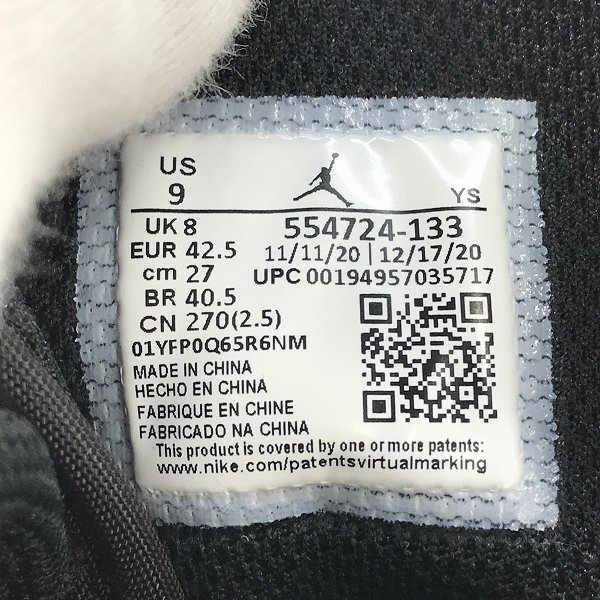 US
9
YS
UK 8
554724-133
EUR 42.5
11/11/20 | 12/17/20
cm 27
UPC 00194957035717
BR 40.5
CN 270(2.5)
01YFP0Q65R6NM
MADE IN CHINA
HECHO EN CHINA
FABRIQUE EN CHINE
FABRICADO NA CHINA
This product is covered by one or more patents:
www.nike.com/patentsvirtualmarking